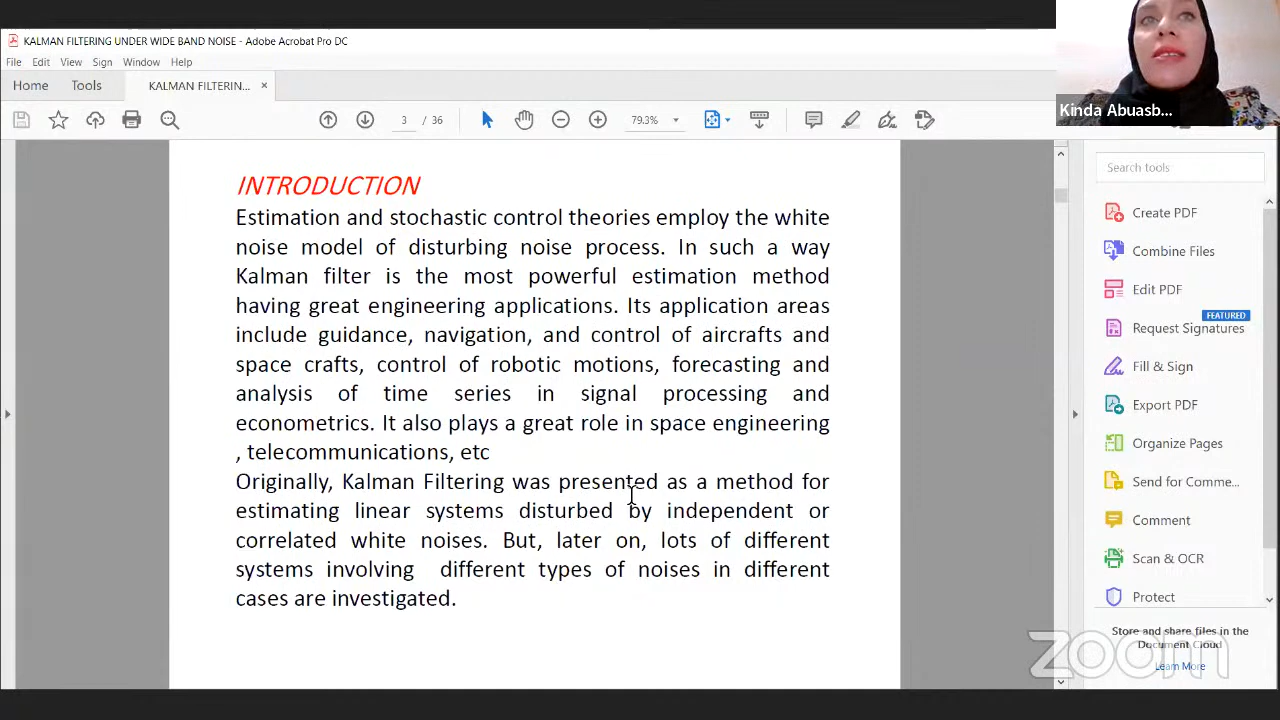 KALMAN FILTERING UNDER WIDE BAND NOISE - Adobe Acrobat Pro DC
File Edit View Sign Window Help
Home Tools KALMAN FILTERIN... ×
3 / 36 79.3%
Kinda Abuasb...
INTRODUCTION
Estimation and stochastic control theories employ the white
noise model of disturbing noise process. In such a way
Kalman filter is the most powerful estimation method
having great engineering applications. Its application areas
include guidance, navigation, and control of aircrafts and
space crafts, control of robotic motions, forecasting and
analysis of time series in signal processing and
econometrics. It also plays a great role in space engineering
, telecommunications, etc
Originally, Kalman Filtering was presented as a method for
estimating linear systems disturbed by independent or
correlated white noises. But, later on, lots of different
systems involving different types of noises in different
cases are investigated.
Search tools
Create PDF
Combine Files
Edit PDF
FEATURED
Request Signatures
Fill & Sign
Export PDF
Organize Pages
Send for Comme...
Comment
Scan & OCR
Protect
Store and share files in the
Document Cloud
Learn More
zoom